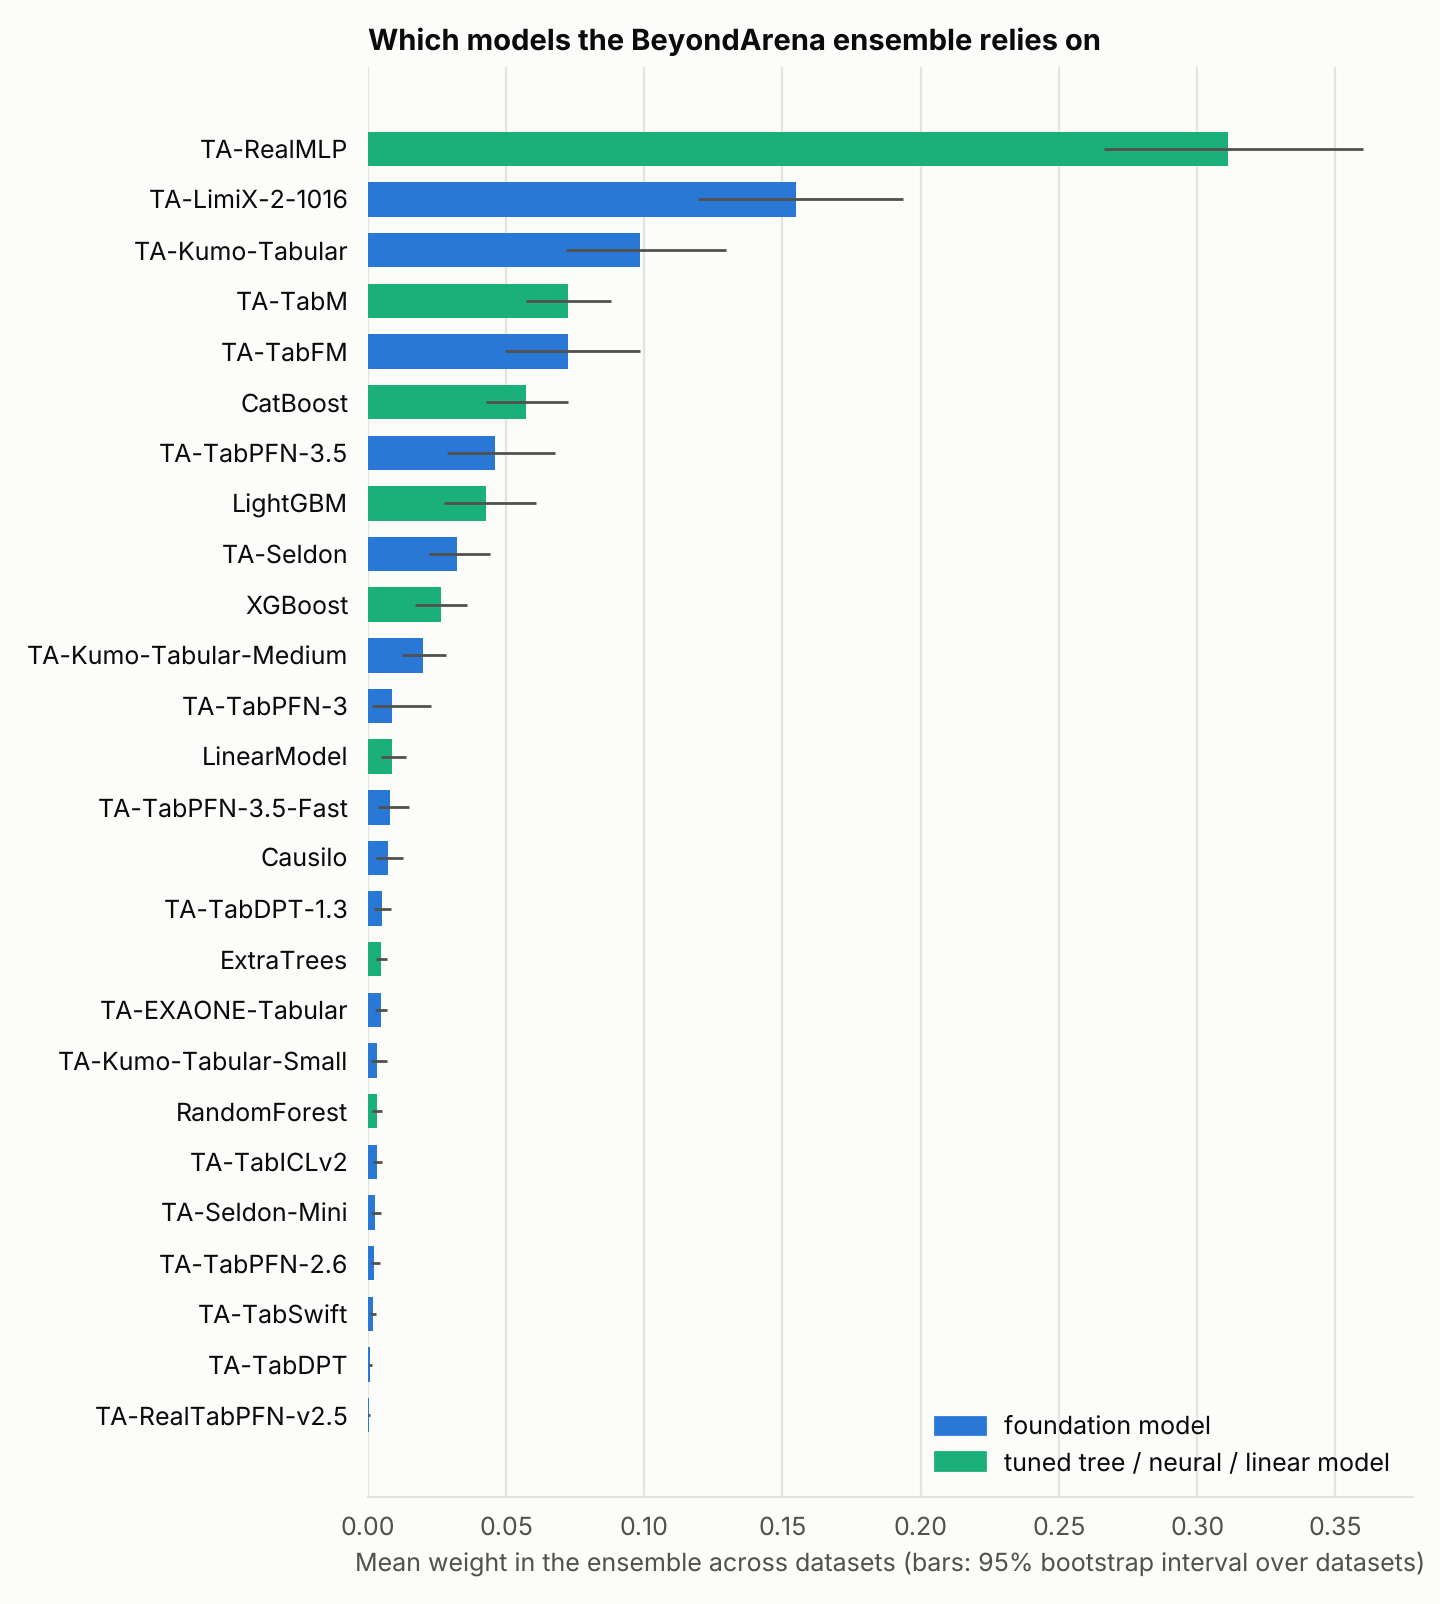 Which models the BeyondArena ensemble relies on
TA-RealMLP
TA-LimiX-2-1016
TA-Kumo-Tabular
TA-TabM
TA-TabFM
CatBoost
TA-TabPFN-3.5
LightGBM
TA-Seldon
XGBoost
TA-Kumo-Tabular-Medium
TA-TabPFN-3
LinearModel
TA-TabPFN-3.5-Fast
Causilo
TA-TabDPT-1.3
ExtraTrees
TA-EXAONE-Tabular
TA-Kumo-Tabular-Small
RandomForest
TA-TabICLv2
TA-Seldon-Mini
TA-TabPFN-2.6
TA-TabSwift
TA-TabDPT
TA-RealTabPFN-v2.5
foundation model
tuned tree / neural / linear model
0.00 0.05 0.10 0.15 0.20 0.25 0.30 0.35
Mean weight in the ensemble across datasets (bars: 95% bootstrap interval over datasets)